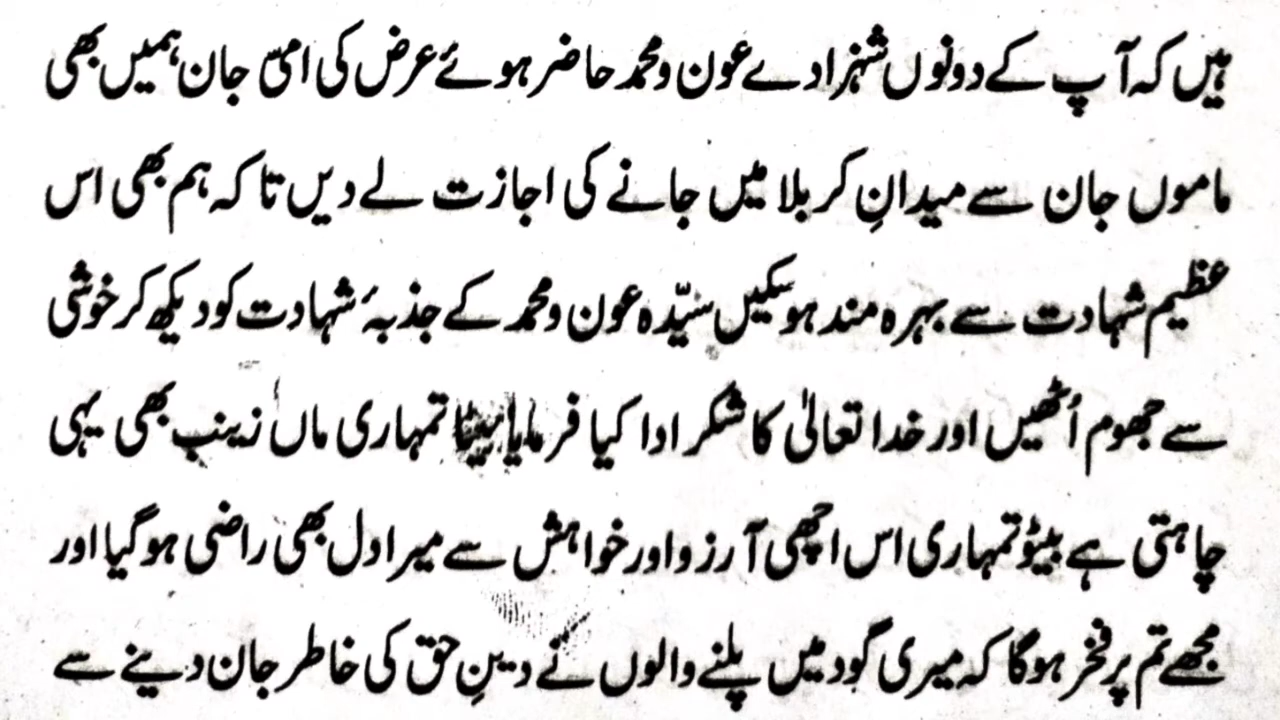 ہیں کہ آپ کے دونوں شہزادے عون و محمد حاضر ہوئے عرض کی امی جان ہمیں بھی
ماموں جان سے میدانِ کربلا میں جانے کی اجازت لے دیں تاکہ ہم بھی اس
عظیم شہادت سے بہرہ مند ہو سکیں سیّدہ عون و محمد کے جذبۂ شہادت کو دیکھ کر خوشی
سے جھوم اُٹھیں اور خدا تعالیٰ کا شکر ادا کیا فرمایا بیٹا تمہاری ماں زینب بھی یہی
چاہتی ہے بیٹو تمہاری اس اچھی آرزو اور خواہش سے میرا دل بھی راضی ہو گیا اور
مجھے تم پر فخر ہوگا کہ میری گود میں پلنے والوں نے دینِ حق کی خاطر جان دینے سے